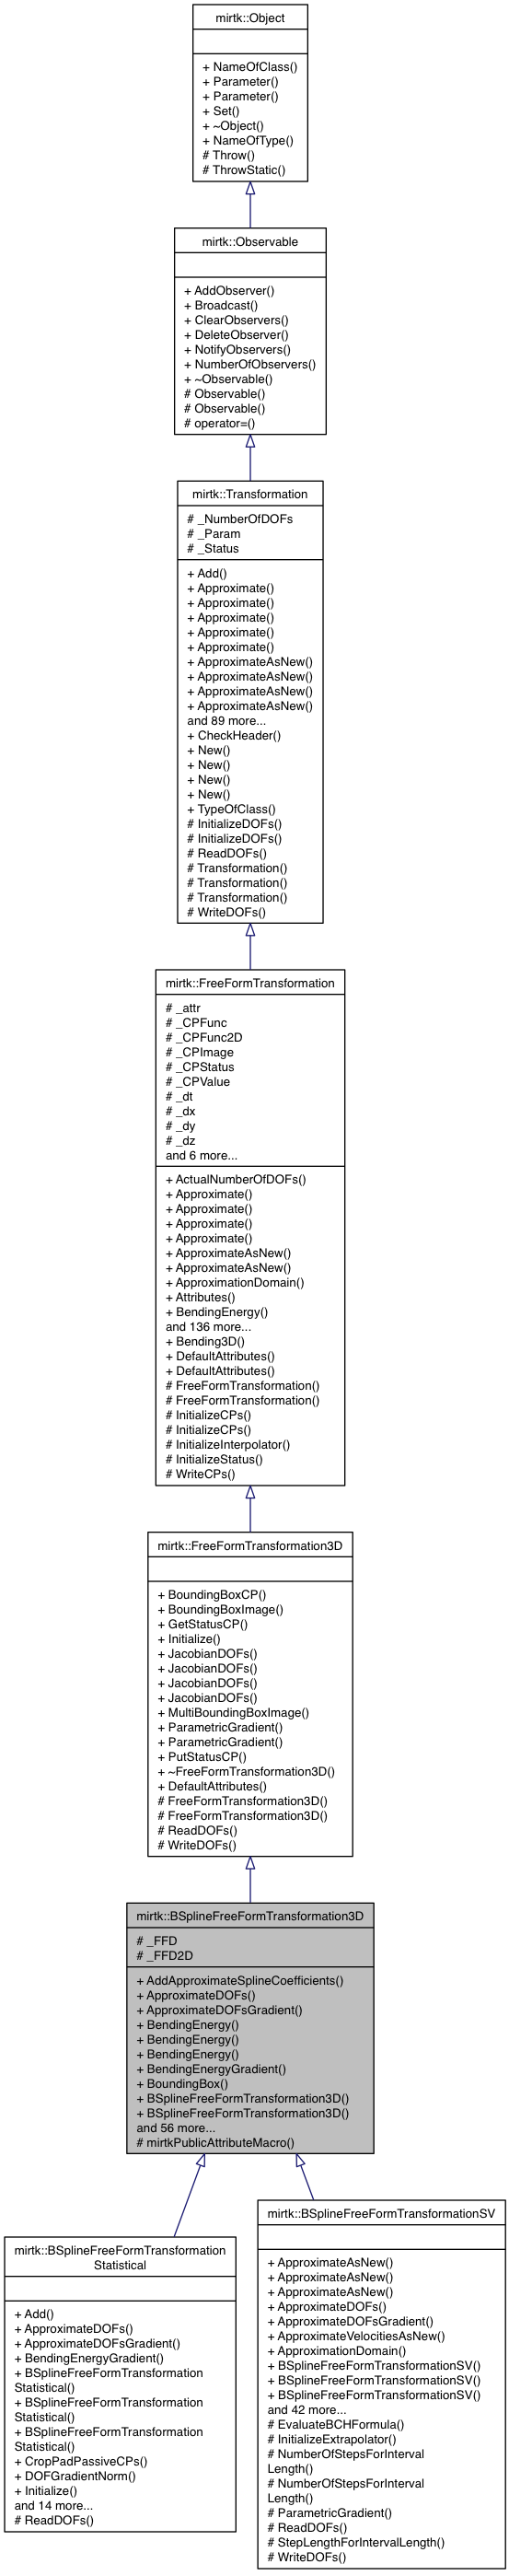 mirtk::Object
+ NameOfClass()
+ Parameter()
+ Parameter()
+ Set()
+ ~Object()
+ NameOfType()
# Throw()
# ThrowStatic()
mirtk::Observable
+ AddObserver()
+ Broadcast()
+ ClearObservers()
+ DeleteObserver()
+ NotifyObservers()
+ NumberOfObservers()
+ ~Observable()
# Observable()
# Observable()
# operator=()
mirtk::Transformation
# _NumberOfDOFs
# _Param
# _Status
+ Add()
+ Approximate()
+ Approximate()
+ Approximate()
+ Approximate()
+ Approximate()
+ ApproximateAsNew()
+ ApproximateAsNew()
+ ApproximateAsNew()
+ ApproximateAsNew()
and 89 more...
+ CheckHeader()
+ New()
+ New()
+ New()
+ New()
+ TypeOfClass()
# InitializeDOFs()
# InitializeDOFs()
# ReadDOFs()
# Transformation()
# Transformation()
# Transformation()
# WriteDOFs()
mirtk::FreeFormTransformation
# _attr
# _CPFunc
# _CPFunc2D
# _CPImage
# _CPStatus
# _CPValue
# _dt
# _dx
# _dy
# _dz
and 6 more...
+ ActualNumberOfDOFs()
+ Approximate()
+ Approximate()
+ Approximate()
+ Approximate()
+ ApproximateAsNew()
+ ApproximateAsNew()
+ ApproximationDomain()
+ Attributes()
+ BendingEnergy()
and 136 more...
+ Bending3D()
+ DefaultAttributes()
+ DefaultAttributes()
# FreeFormTransformation()
# FreeFormTransformation()
# InitializeCPs()
# InitializeCPs()
# InitializeInterpolator()
# InitializeStatus()
# WriteCPs()
mirtk::FreeFormTransformation3D
+ BoundingBoxCP()
+ BoundingBoxImage()
+ GetStatusCP()
+ Initialize()
+ JacobianDOFs()
+ JacobianDOFs()
+ JacobianDOFs()
+ JacobianDOFs()
+ MultiBoundingBoxImage()
+ ParametricGradient()
+ ParametricGradient()
+ PutStatusCP()
+ ~FreeFormTransformation3D()
+ DefaultAttributes()
# FreeFormTransformation3D()
# FreeFormTransformation3D()
# ReadDOFs()
# WriteDOFs()
mirtk::BSplineFreeFormTransformation3D
# _FFD
# _FFD2D
+ AddApproximateSplineCoefficients()
+ ApproximateDOFs()
+ ApproximateDOFsGradient()
+ BendingEnergy()
+ BendingEnergy()
+ BendingEnergy()
+ BendingEnergyGradient()
+ BoundingBox()
+ BSplineFreeFormTransformation3D()
+ BSplineFreeFormTransformation3D()
and 56 more...
# mirtkPublicAttributeMacro()
mirtk::BSplineFreeFormTransformation
Statistical
+ Add()
+ ApproximateDOFs()
+ ApproximateDOFsGradient()
+ BendingEnergyGradient()
+ BSplineFreeFormTransformation
Statistical()
+ BSplineFreeFormTransformation
Statistical()
+ BSplineFreeFormTransformation
Statistical()
+ CropPadPassiveCPs()
+ DOFGradientNorm()
+ Initialize()
and 14 more...
# ReadDOFs()
mirtk::BSplineFreeFormTransformationSV
+ ApproximateAsNew()
+ ApproximateAsNew()
+ ApproximateAsNew()
+ ApproximateDOFs()
+ ApproximateDOFsGradient()
+ ApproximateVelocitiesAsNew()
+ ApproximationDomain()
+ BSplineFreeFormTransformationSV()
+ BSplineFreeFormTransformationSV()
+ BSplineFreeFormTransformationSV()
and 42 more...
# EvaluateBCHFormula()
# InitializeExtrapolator()
# NumberOfStepsForInterval
Length()
# NumberOfStepsForInterval
Length()
# ParametricGradient()
# ReadDOFs()
# StepLengthForIntervalLength()
# WriteDOFs()